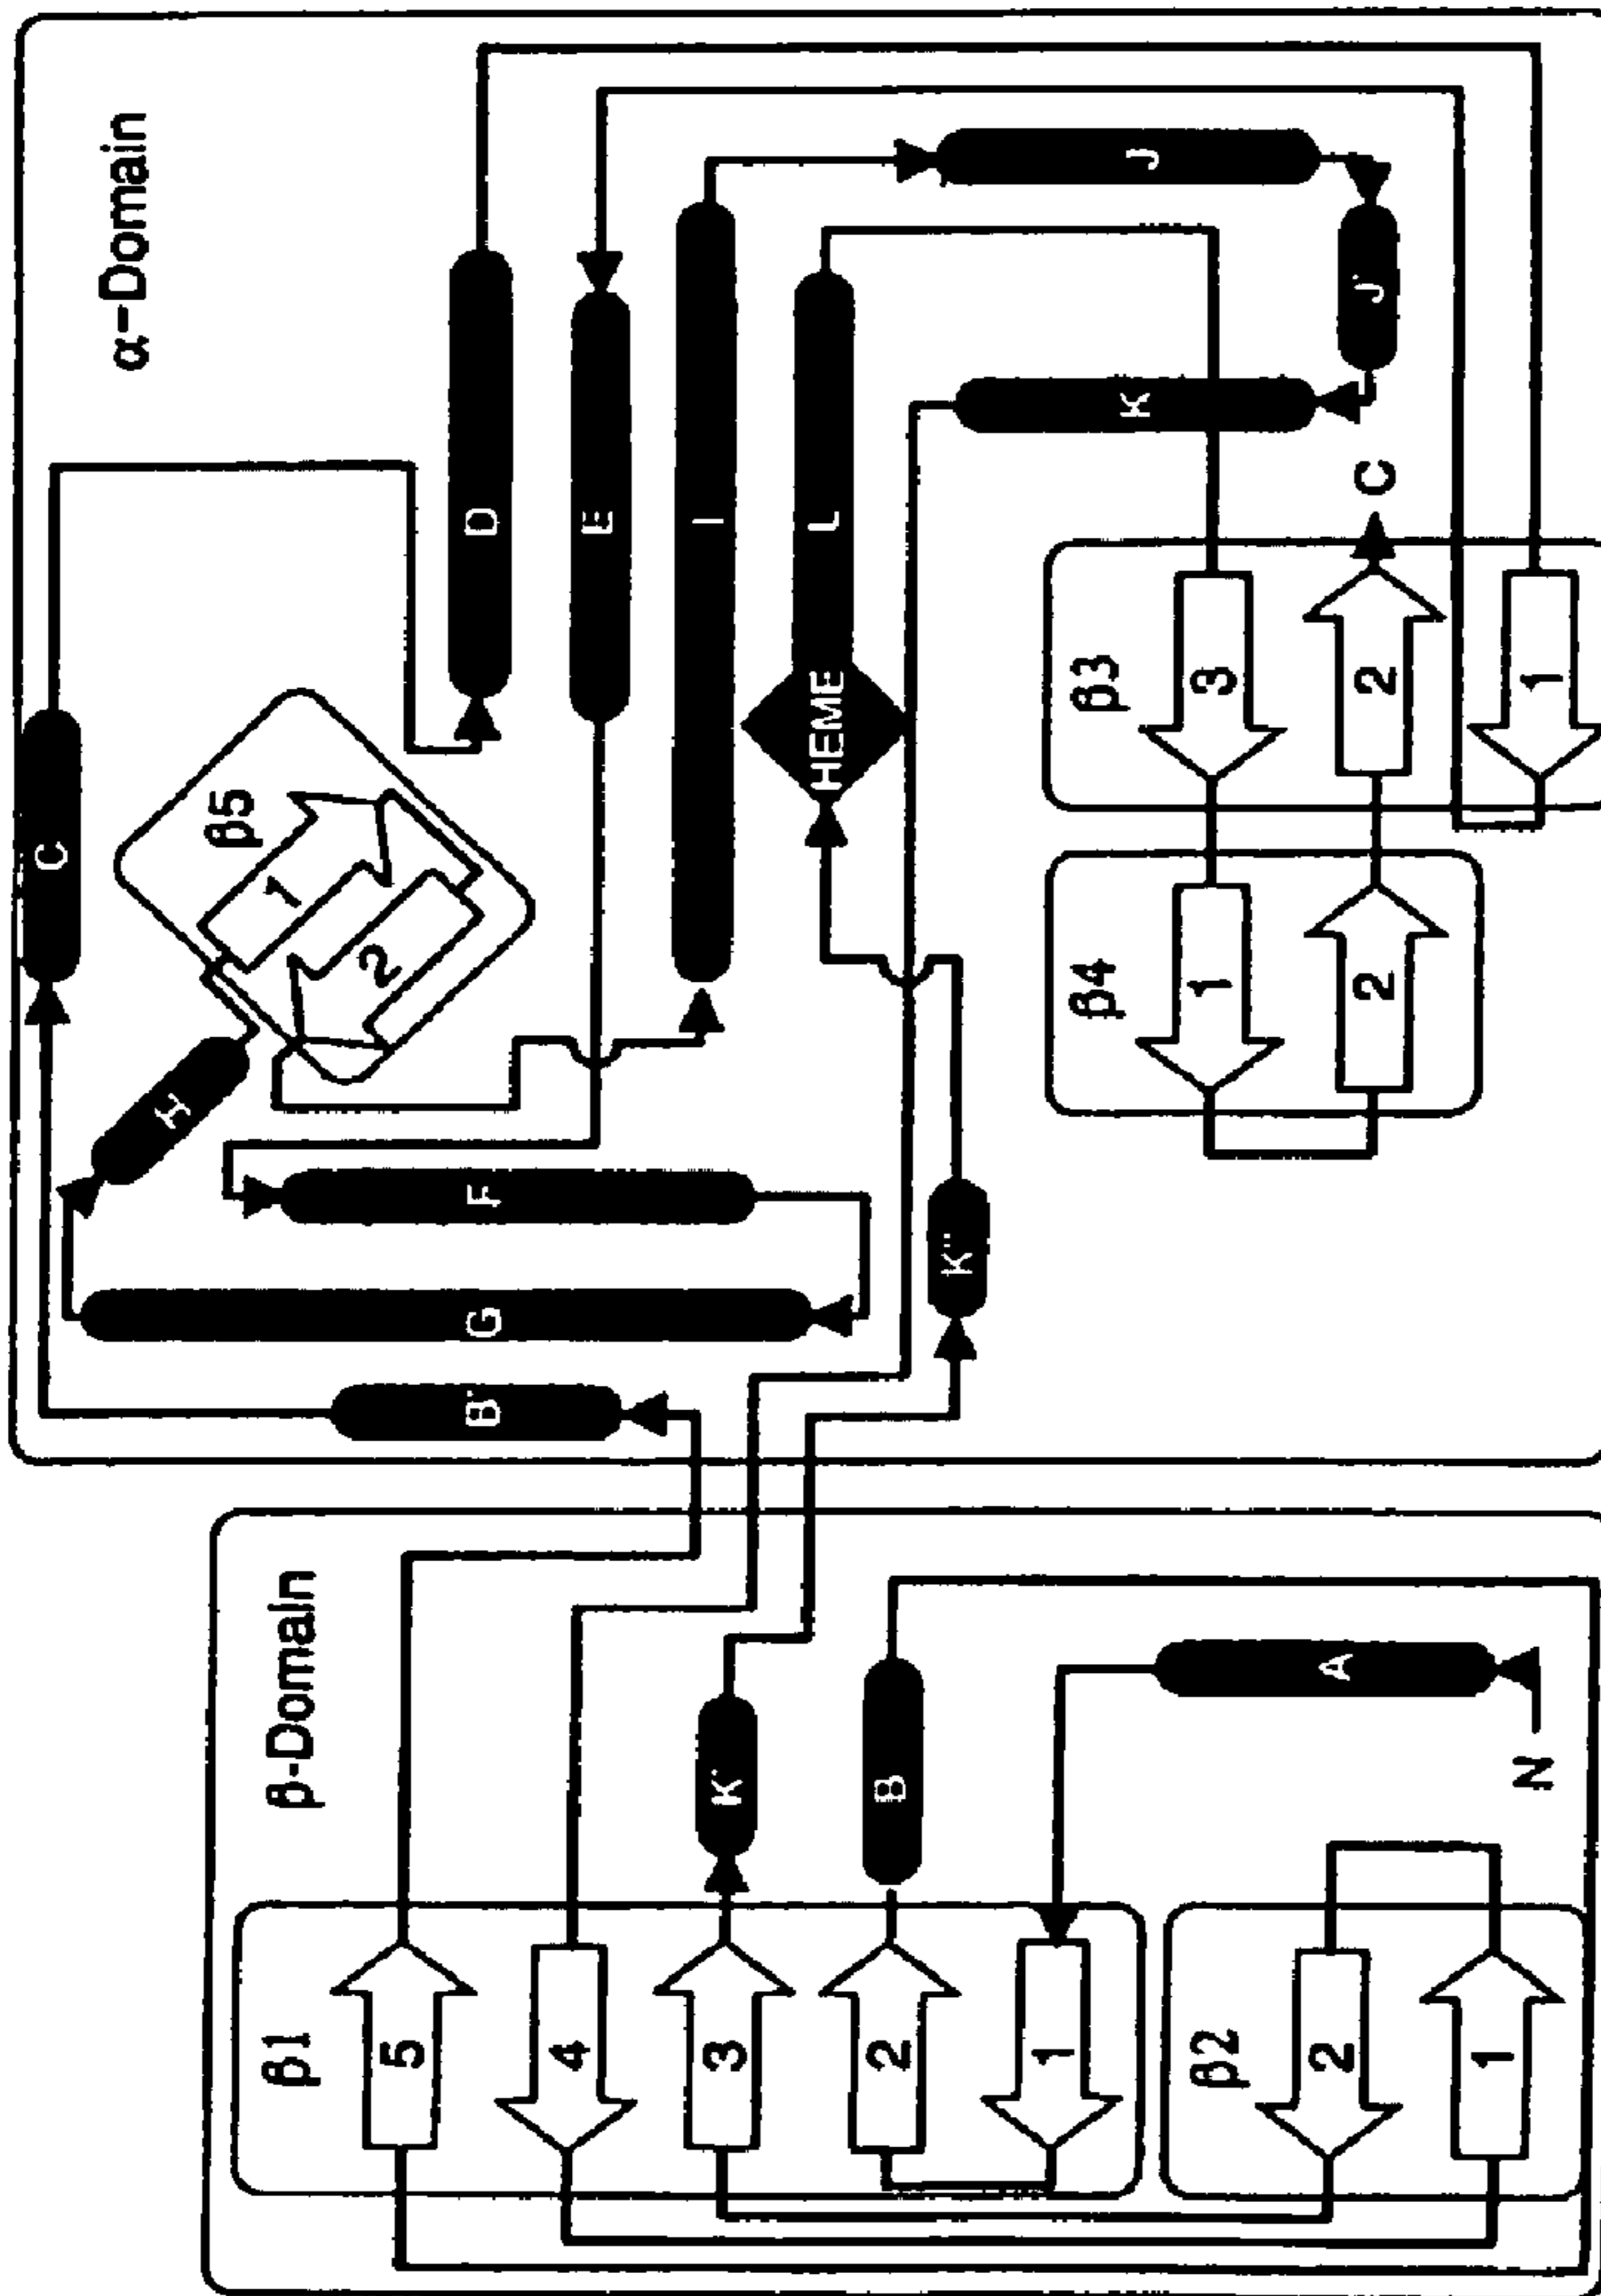 β-Domain
β1
5
4
3
K'
2
B
1
A
N
β2
2
1
α-Domain
C
H
β5
1
2
B'
G
F
D
E
I
HEME
L
K"
J
K
J'
β4
1
2
β3
3
2
C
1